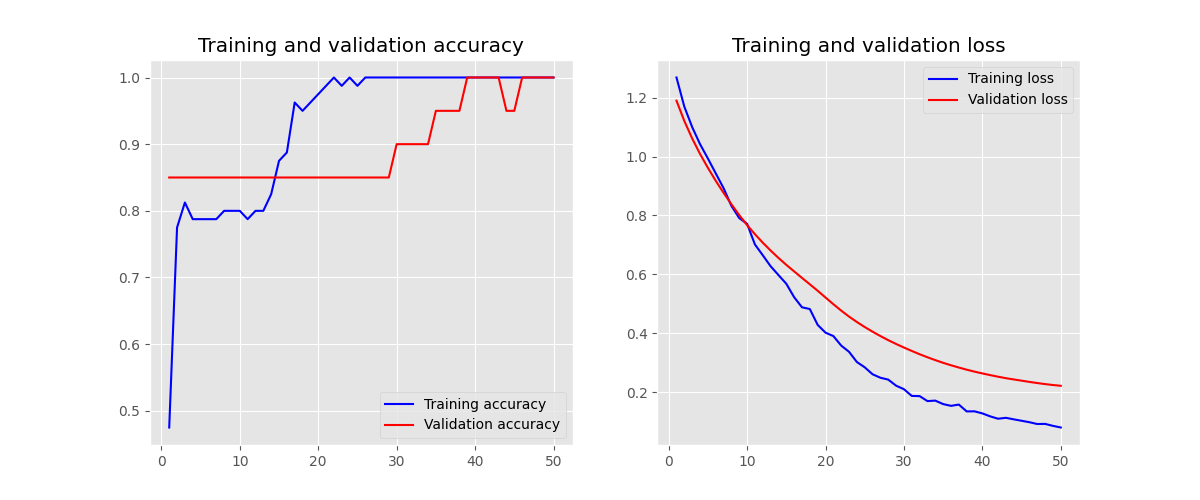 Training and validation accuracy
1.0
0.9
0.8
0.7
0.6
0.5
0 10 20 30 40 50
Training accuracy
Validation accuracy
Training and validation loss
1.2
1.0
0.8
0.6
0.4
0.2
0 10 20 30 40 50
Training loss
Validation loss